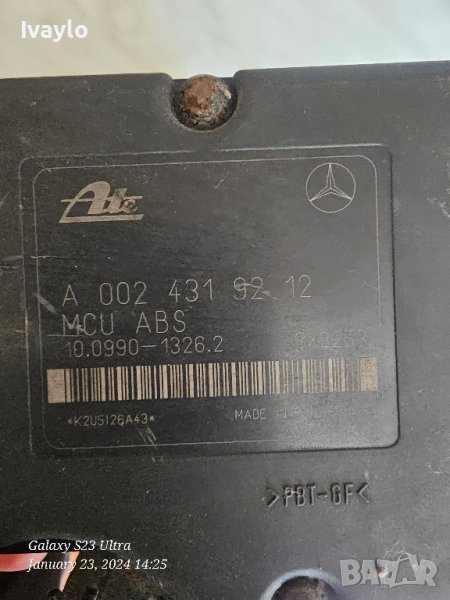 Ivaylo
Ate
A 002 431 92 12
MCU ABS
10.0990-1326.2
*K2U5126A43*
MADE IN
>PBT-GF<
Galaxy S23 Ultra
January 23, 2024 14:25
BAZAR